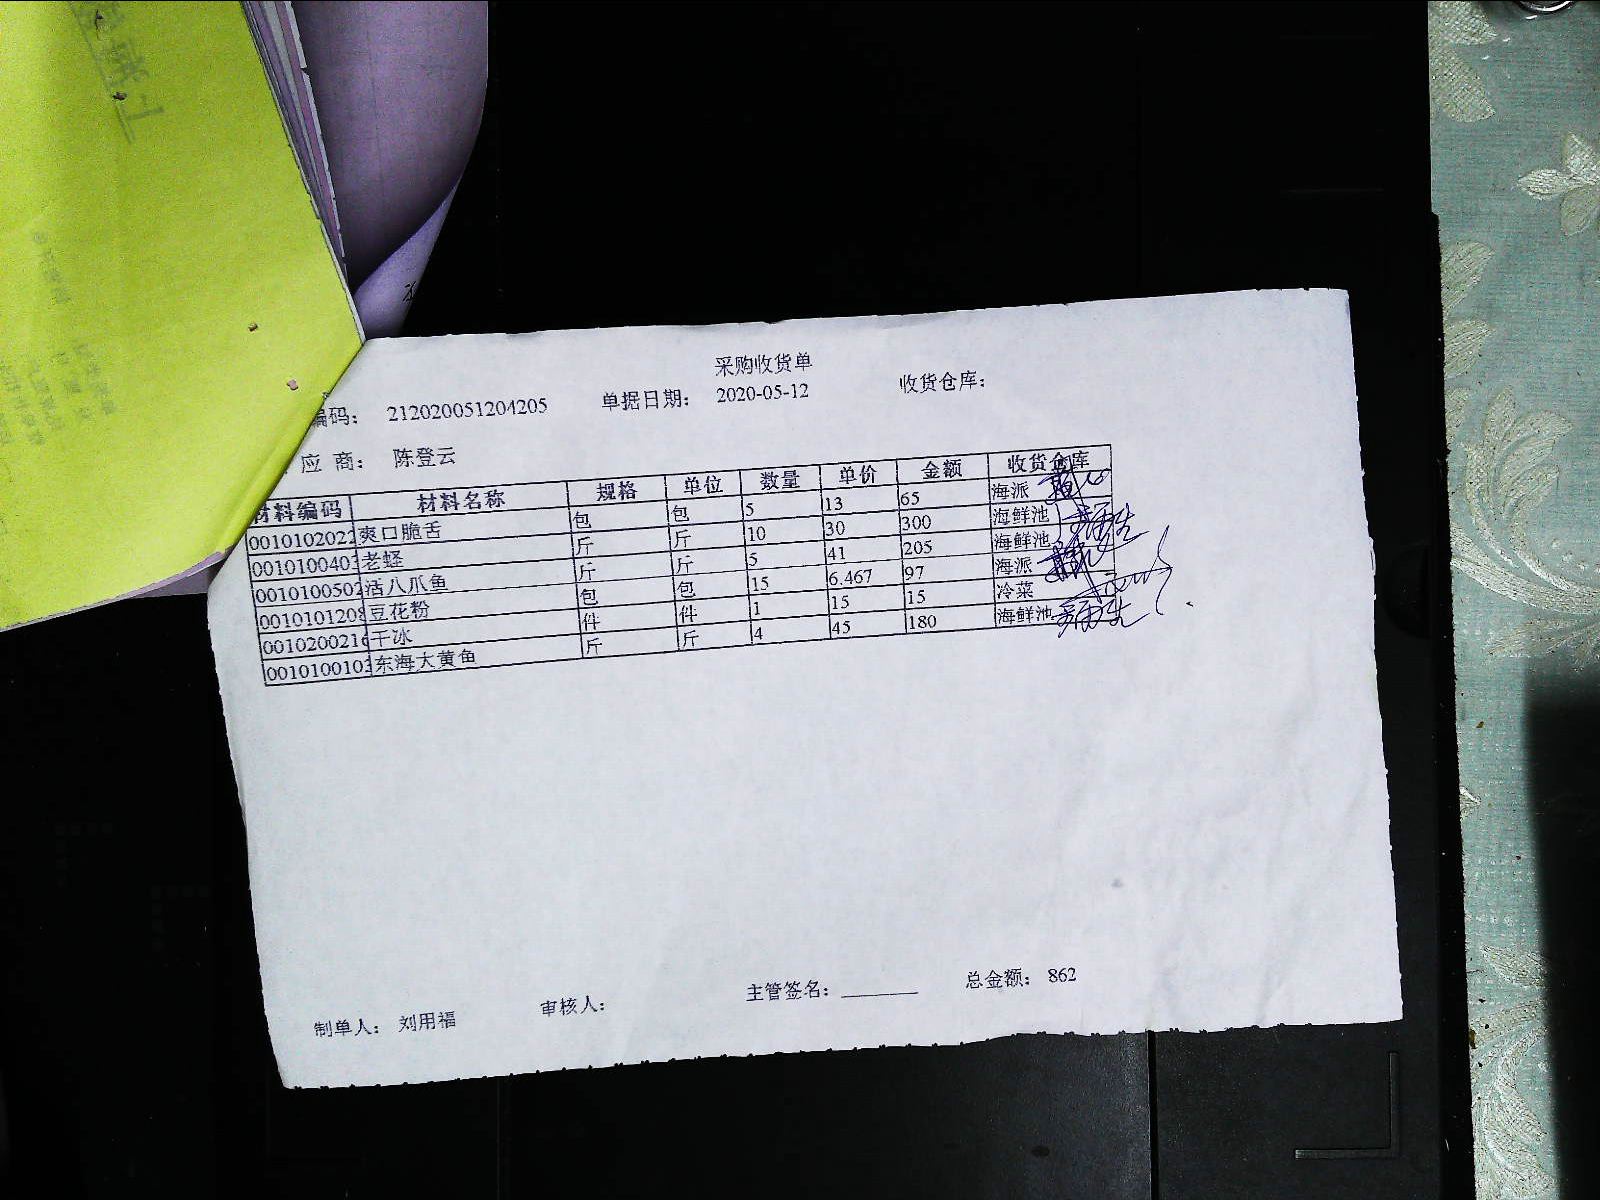 采购收货单
编码： 212020051204205 单据日期： 2020-05-12 收货仓库：
应 商： 陈登云
材料编码 材料名称 规格 单位 数量 单价 金额 收货仓库
0010102022 爽口脆舌 包 包 5 13 65 海派
001010040 老蛏 斤 斤 10 30 300 海鲜池
001010050 活八爪鱼 斤 斤 5 41 205 海鲜池
001010120 豆花粉 包 包 15 6.467 97 海派
001020021 干冰 件 件 1 15 15 冷菜
001010010 东海大黄鱼 斤 斤 4 45 180 海鲜池
制单人： 刘用福 审核人： 主管签名：_______ 总金额： 862